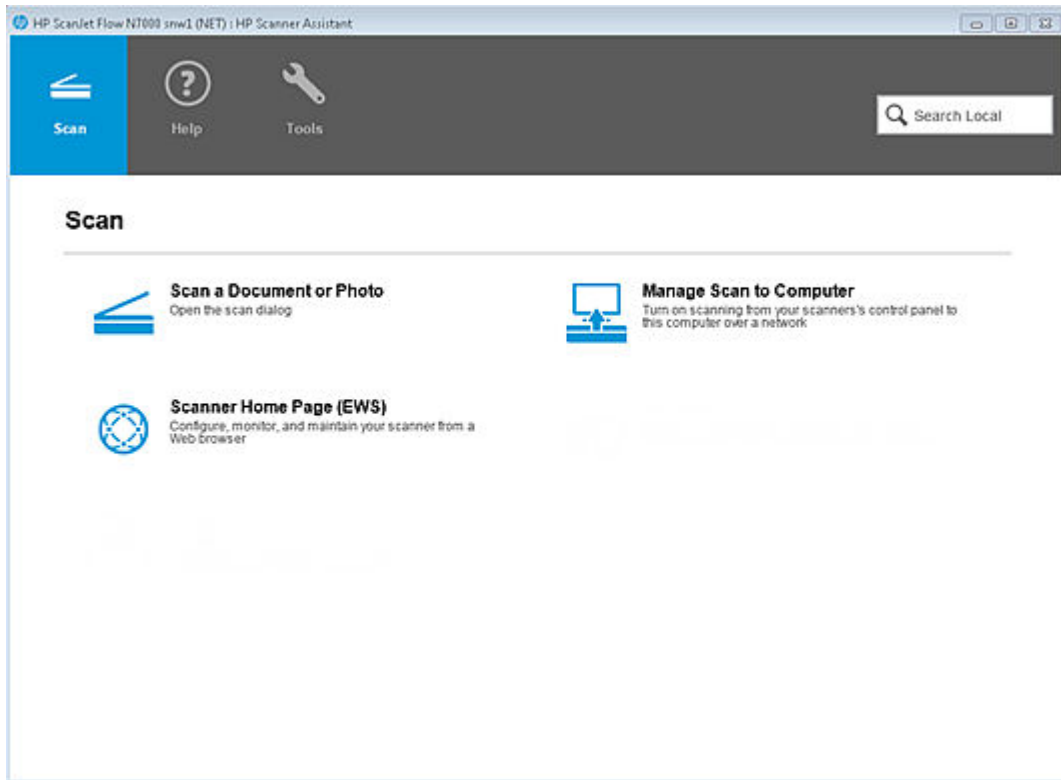 HP ScanJet Flow N7000 snw1 (NET) : HP Scanner Assistant
Scan
Help
Tools
Search Local
Scan
Scan a Document or Photo
Open the scan dialog
Manage Scan to Computer
Turn on scanning from your scanners's control panel to
this computer over a network
Scanner Home Page (EWS)
Configure, monitor, and maintain your scanner from a
Web browser